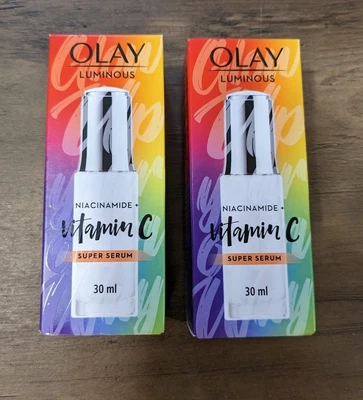 OLAY
LUMINOUS
NIACINAMIDE +
vitamin C
SUPER SERUM
30 ml
OLAY
LUMINOUS
NIACINAMIDE +
vitamin C
SUPER SERUM
30 ml